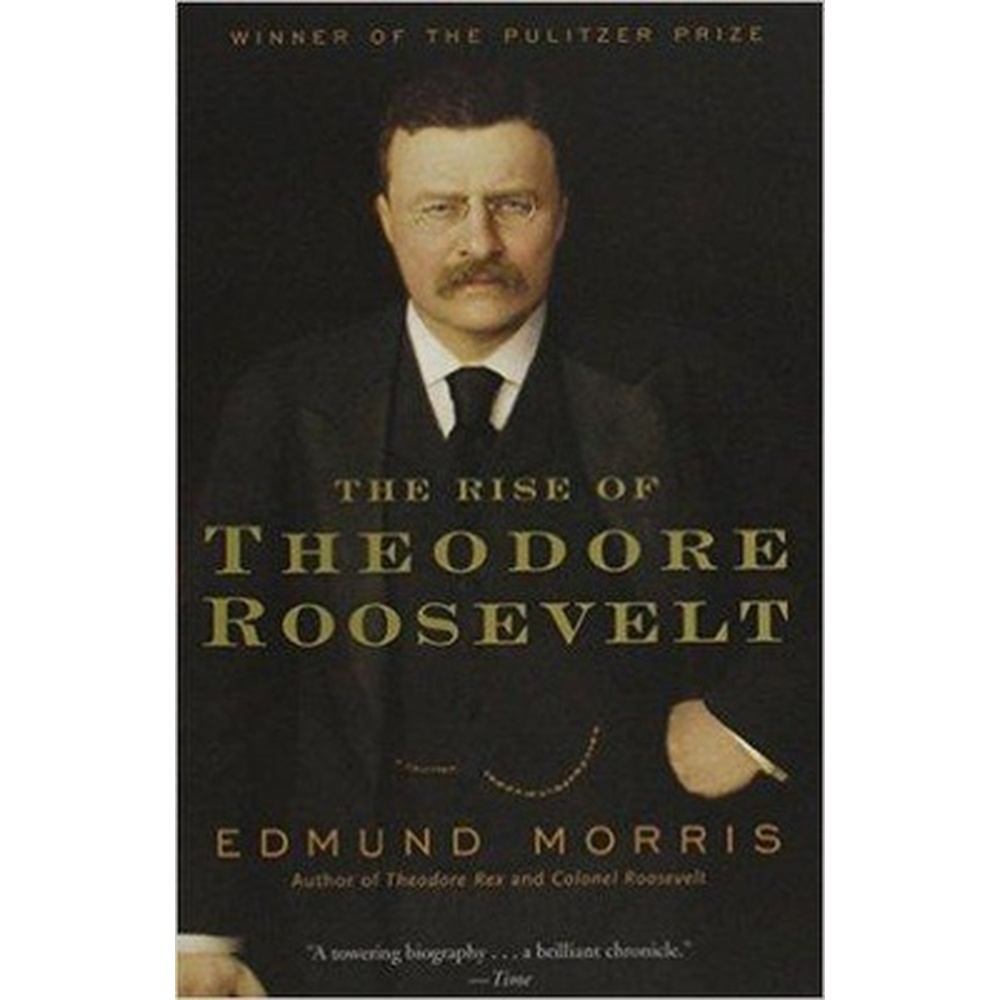 WINNER OF THE PULITZER PRIZE
THE RISE OF
THEODORE
ROOSEVELT
EDMUND MORRIS
Author of Theodore Rex and Colonel Roosevelt
"A towering biography . . . a brilliant chronicle."
—Time